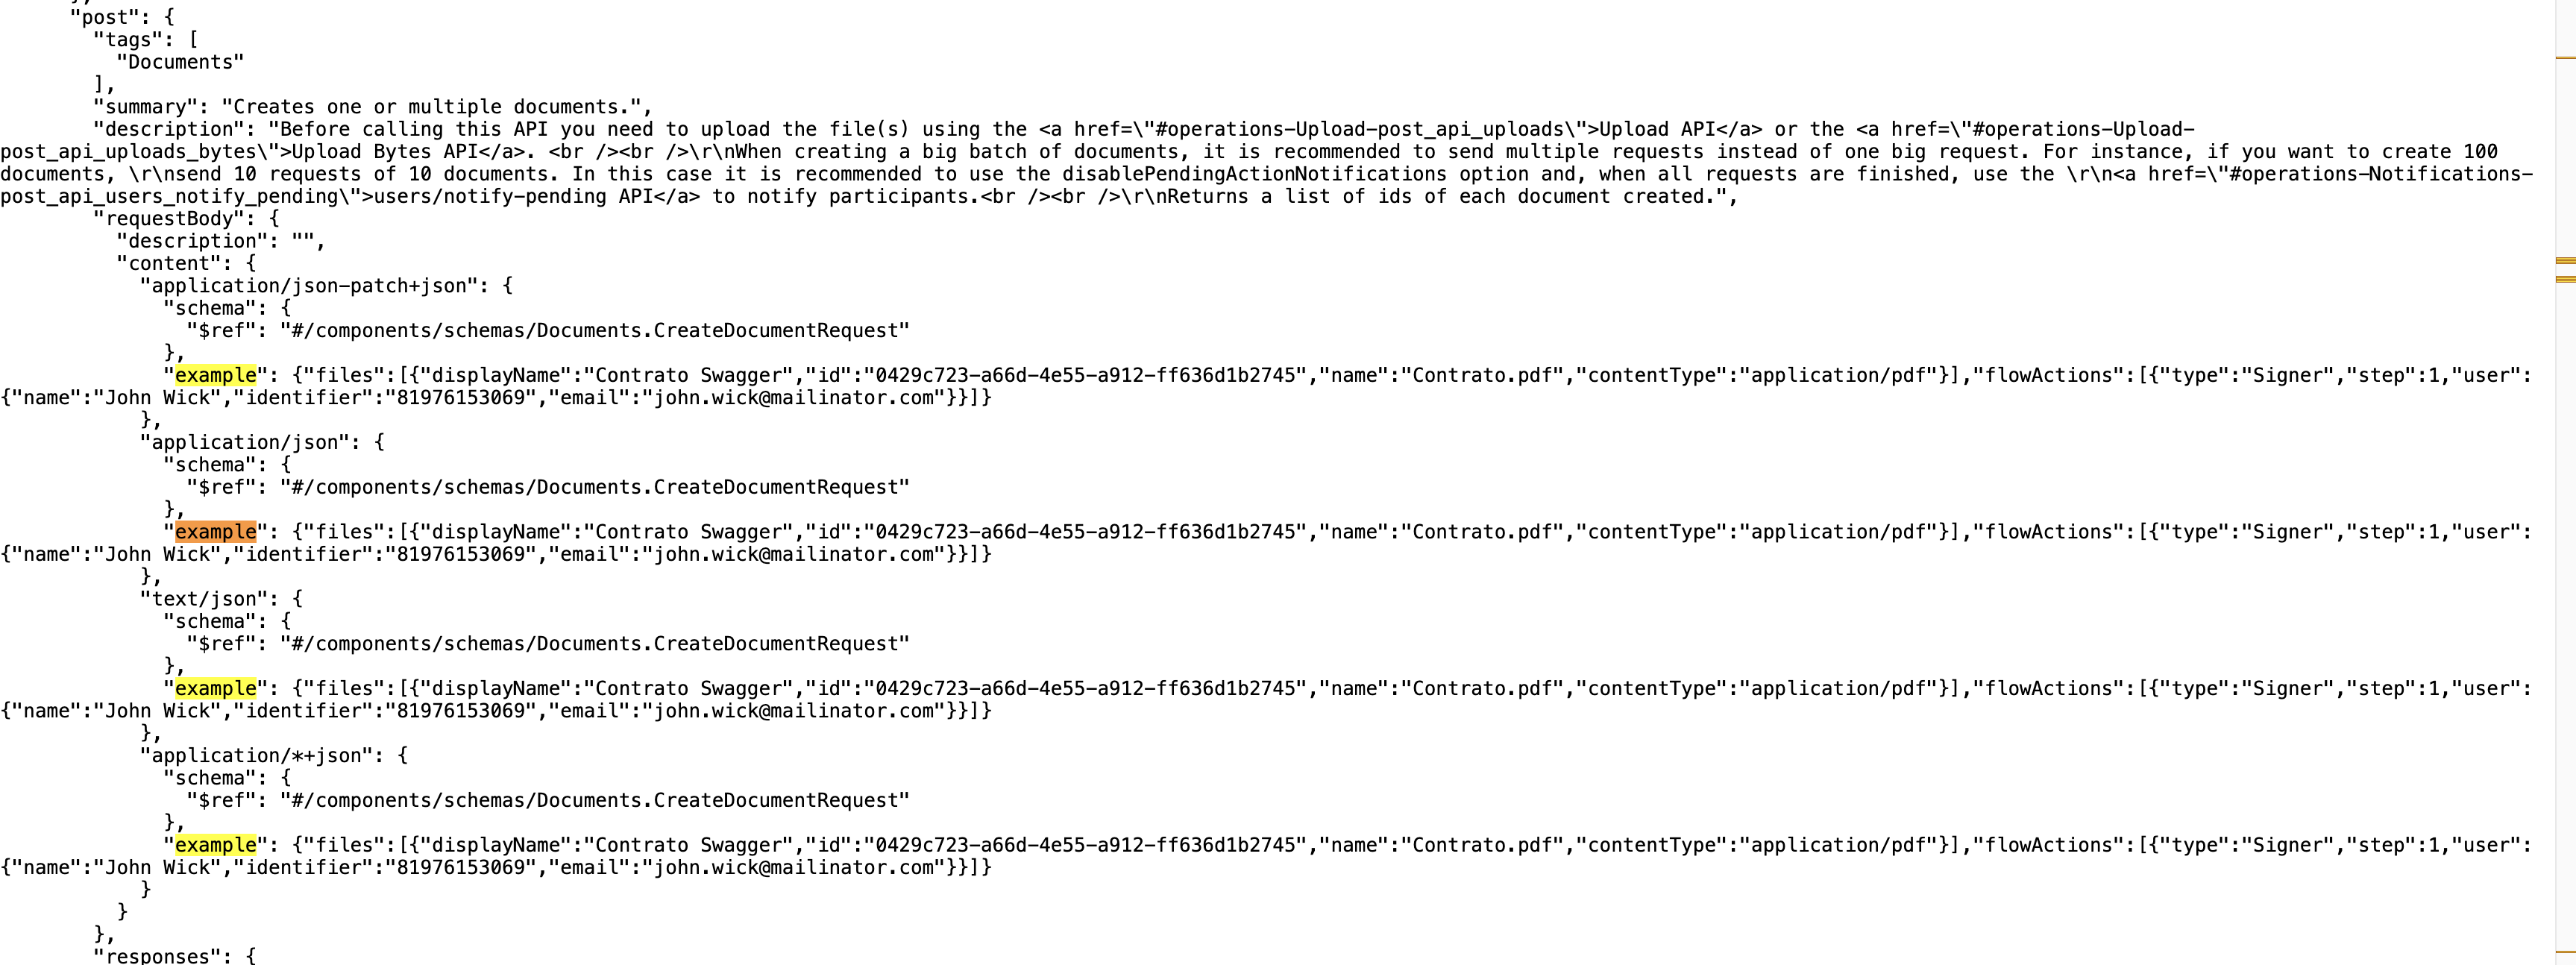 "post": {
"tags": [
"Documents"
],
"summary": "Creates one or multiple documents.",
"description": "Before calling this API you need to upload the file(s) using the <a href=\"#operations-Upload-post_api_uploads\">Upload API</a> or the <a href=\"#operations-Upload-
post_api_uploads_bytes\">Upload Bytes API</a>. <br /><br />\r\nWhen creating a big batch of documents, it is recommended to send multiple requests instead of one big request. For instance, if you want to create 100
documents, \r\nsend 10 requests of 10 documents. In this case it is recommended to use the disablePendingActionNotifications option and, when all requests are finished, use the \r\n<a href=\"#operations-Notifications-
post_api_users_notify_pending\">users/notify-pending API</a> to notify participants.<br /><br />\r\nReturns a list of ids of each document created.",
"requestBody": {
"description": "",
"content": {
"application/json-patch+json": {
"schema": {
"$ref": "#/components/schemas/Documents.CreateDocumentRequest"
},
"example": {"files":[{"displayName":"Contrato Swagger","id":"0429c723-a66d-4e55-a912-ff636d1b2745","name":"Contrato.pdf","contentType":"application/pdf"}],"flowActions":[{"type":"Signer","step":1,"user":
{"name":"John Wick","identifier":"81976153069","email":"john.wick@mailinator.com"}}]}
},
"application/json": {
"schema": {
"$ref": "#/components/schemas/Documents.CreateDocumentRequest"
},
"example": {"files":[{"displayName":"Contrato Swagger","id":"0429c723-a66d-4e55-a912-ff636d1b2745","name":"Contrato.pdf","contentType":"application/pdf"}],"flowActions":[{"type":"Signer","step":1,"user":
{"name":"John Wick","identifier":"81976153069","email":"john.wick@mailinator.com"}}]}
},
"text/json": {
"schema": {
"$ref": "#/components/schemas/Documents.CreateDocumentRequest"
},
"example": {"files":[{"displayName":"Contrato Swagger","id":"0429c723-a66d-4e55-a912-ff636d1b2745","name":"Contrato.pdf","contentType":"application/pdf"}],"flowActions":[{"type":"Signer","step":1,"user":
{"name":"John Wick","identifier":"81976153069","email":"john.wick@mailinator.com"}}]}
},
"application/*+json": {
"schema": {
"$ref": "#/components/schemas/Documents.CreateDocumentRequest"
},
"example": {"files":[{"displayName":"Contrato Swagger","id":"0429c723-a66d-4e55-a912-ff636d1b2745","name":"Contrato.pdf","contentType":"application/pdf"}],"flowActions":[{"type":"Signer","step":1,"user":
{"name":"John Wick","identifier":"81976153069","email":"john.wick@mailinator.com"}}]}
}
}
},
"responses": {